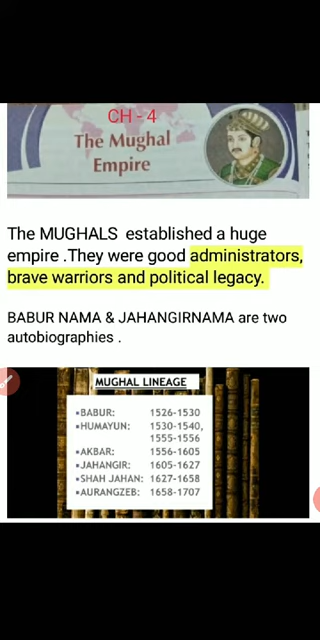 CH - 4
The Mughal
Empire
The MUGHALS established a huge
empire .They were good administrators,
brave warriors and political legacy.
BABUR NAMA & JAHANGIRNAMA are two
autobiographies .
MUGHAL LINEAGE
▪BABUR: 1526-1530
▪HUMAYUN: 1530-1540,
1555-1556
▪AKBAR: 1556-1605
▪JAHANGIR: 1605-1627
▪SHAH JAHAN: 1627-1658
▪AURANGZEB: 1658-1707